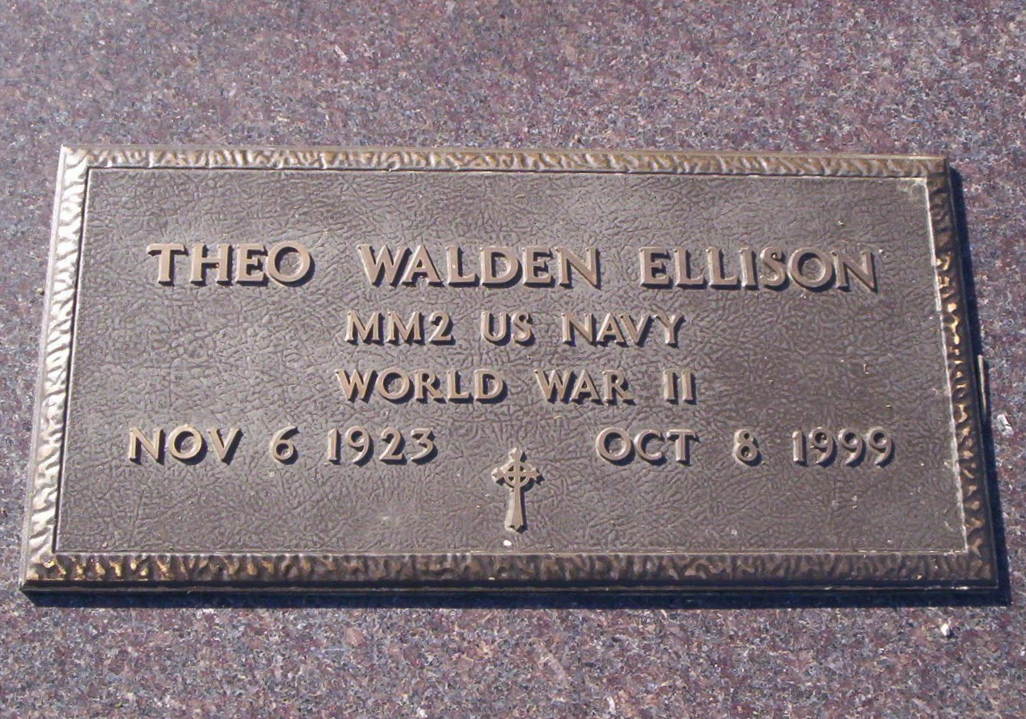 THEO WALDEN ELLISON
MM2 US NAVY
WORLD WAR II
NOV 6 1923 OCT 8 1999